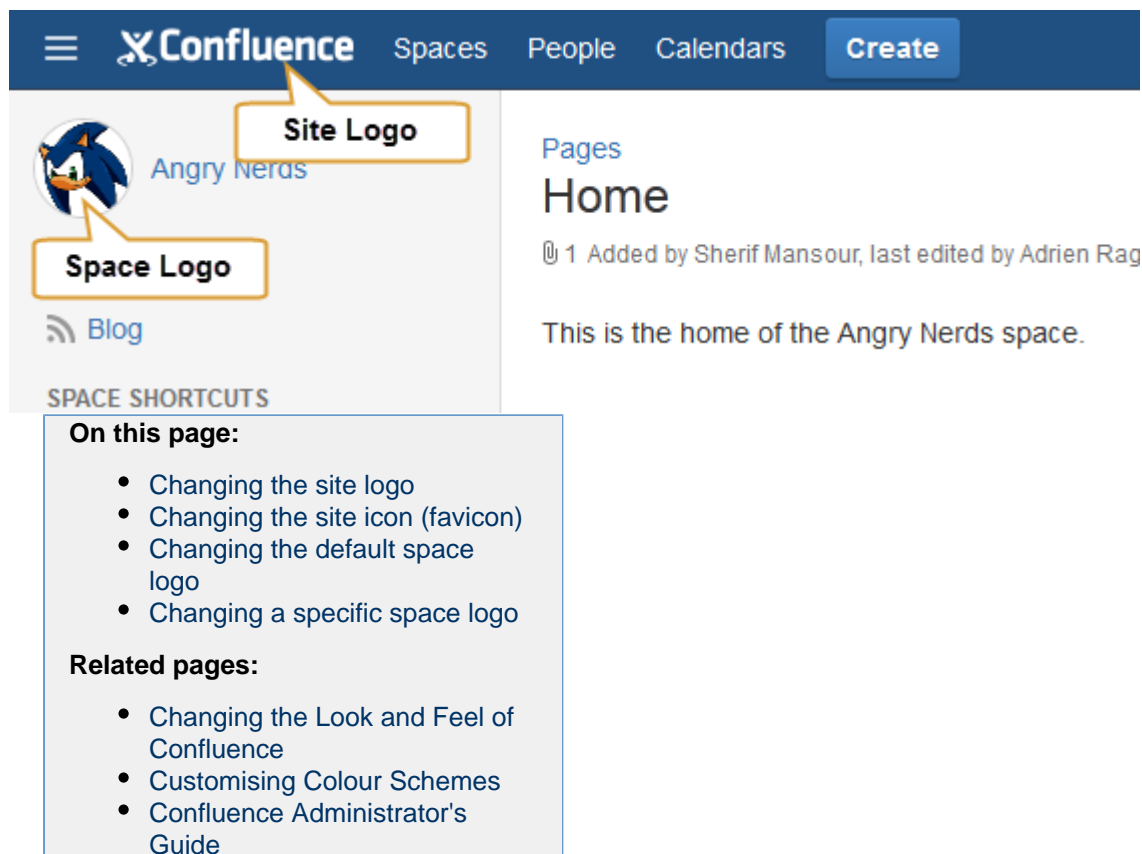 Confluence Spaces People Calendars Create
Site Logo
Angry Nerds
Space Logo
Blog
SPACE SHORTCUTS
Pages
Home
1 Added by Sherif Mansour, last edited by Adrien Rag
This is the home of the Angry Nerds space.
On this page:
Changing the site logo
Changing the site icon (favicon)
Changing the default space
logo
Changing a specific space logo
Related pages:
Changing the Look and Feel of
Confluence
Customising Colour Schemes
Confluence Administrator's
Guide